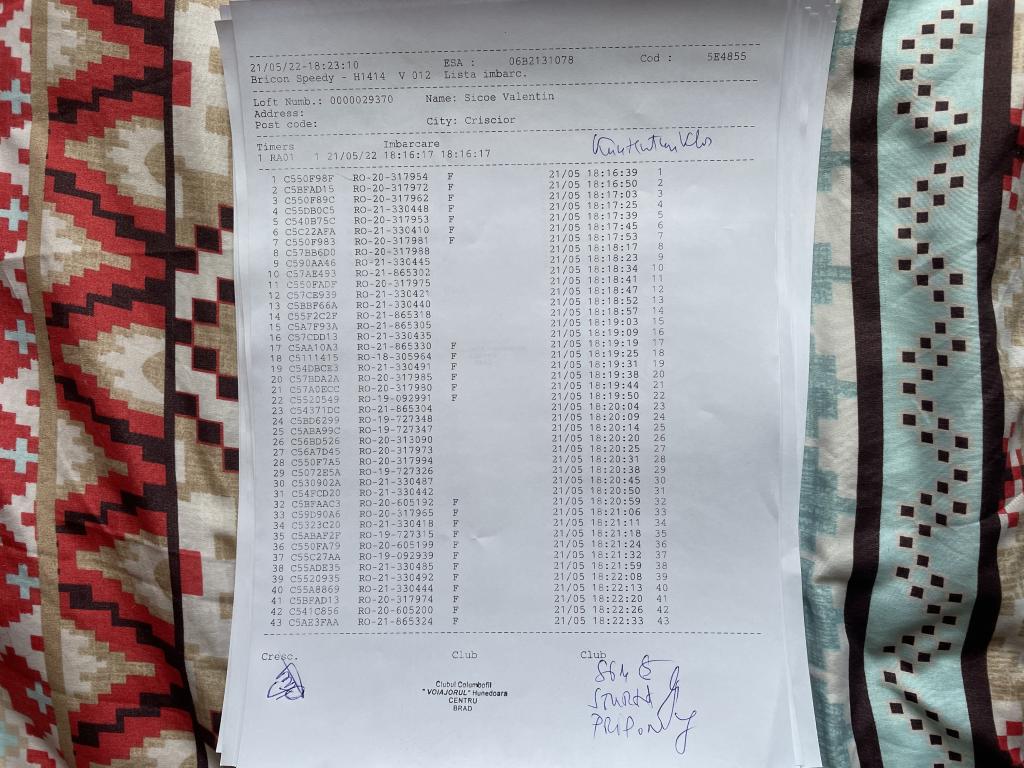 21/05/22-18:23:10 ESA : 06B2131078 Cod : 5E4855
Bricon Speedy - H1414 V 012 Lista imbarc.
Loft Numb.: 0000029370 Name: Sicoe Valentin
Address:
Post code: City: Criscior
Timers Imbarcare
1 RA01 1 21/05/22 18:16:17 18:16:17
1 C550F98F RO-20-317954 F 21/05 18:16:39 1
2 C5BFAD15 RO-20-317972 F 21/05 18:16:50 2
3 C550F89C RO-20-317962 F 21/05 18:17:03 3
4 C55DB0C5 RO-21-330448 F 21/05 18:17:25 4
5 C540B75C RO-20-317953 F 21/05 18:17:39 5
6 C5C22AFA RO-21-330410 F 21/05 18:17:45 6
7 C550F983 RO-20-317981 F 21/05 18:17:53 7
8 C57BB6D0 RO-20-317988 21/05 18:18:17 8
9 C590AA46 RO-21-330445 21/05 18:18:23 9
10 C57AE493 RO-21-865302 21/05 18:18:34 10
11 C550FADF RO-20-317975 21/05 18:18:41 11
12 C57CE939 RO-21-330421 21/05 18:18:47 12
13 C5BBF66A RO-21-330440 21/05 18:18:52 13
14 C55F2C2F RO-21-865318 21/05 18:18:57 14
15 C5A7F93A RO-21-865305 21/05 18:19:03 15
16 C57CDD13 RO-21-330435 21/05 18:19:09 16
17 C5AA10A3 RO-21-865330 F 21/05 18:19:19 17
18 C5111415 RO-18-305964 F 21/05 18:19:25 18
19 C54DBCE3 RO-21-330491 F 21/05 18:19:31 19
20 C57BDA2A RO-20-317985 F 21/05 18:19:38 20
21 C57A0ECC RO-20-317980 F 21/05 18:19:44 21
22 C5520549 RO-19-092991 F 21/05 18:19:50 22
23 C54371DC RO-21-865304 21/05 18:20:04 23
24 C5BD6299 RO-19-727348 21/05 18:20:09 24
25 C5ABA99C RO-19-727347 21/05 18:20:14 25
26 C56BD526 RO-20-313090 21/05 18:20:20 26
27 C56A7D45 RO-20-317973 21/05 18:20:25 27
28 C550F7A5 RO-20-317994 21/05 18:20:31 28
29 C5072E5A RO-19-727326 21/05 18:20:38 29
30 C530902A RO-21-330487 21/05 18:20:45 30
31 C54FCD20 RO-21-330442 21/05 18:20:50 31
32 C5BFAAC3 RO-20-605192 F 21/05 18:20:59 32
33 C59D90A6 RO-20-317965 F 21/05 18:21:06 33
34 C5323C20 RO-21-330418 F 21/05 18:21:11 34
35 C5ABAF2F RO-19-727315 F 21/05 18:21:18 35
36 C550FA79 RO-20-605199 F 21/05 18:21:24 36
37 C55C27AA RO-19-092939 F 21/05 18:21:32 37
38 C55ADE35 RO-21-330485 F 21/05 18:21:59 38
39 C5520935 RO-21-330492 F 21/05 18:22:08 39
40 C55A8869 RO-21-330444 F 21/05 18:22:13 40
41 C5BFAD13 RO-20-317974 F 21/05 18:22:20 41
42 C541C856 RO-20-605200 F 21/05 18:22:26 42
43 C5AE3FAA RO-21-865324 F 21/05 18:22:33 43
Cresc. Club Club
Clubul Columbofil
"VOIAJORUL" Hunedoara
CENTRU
BRAD